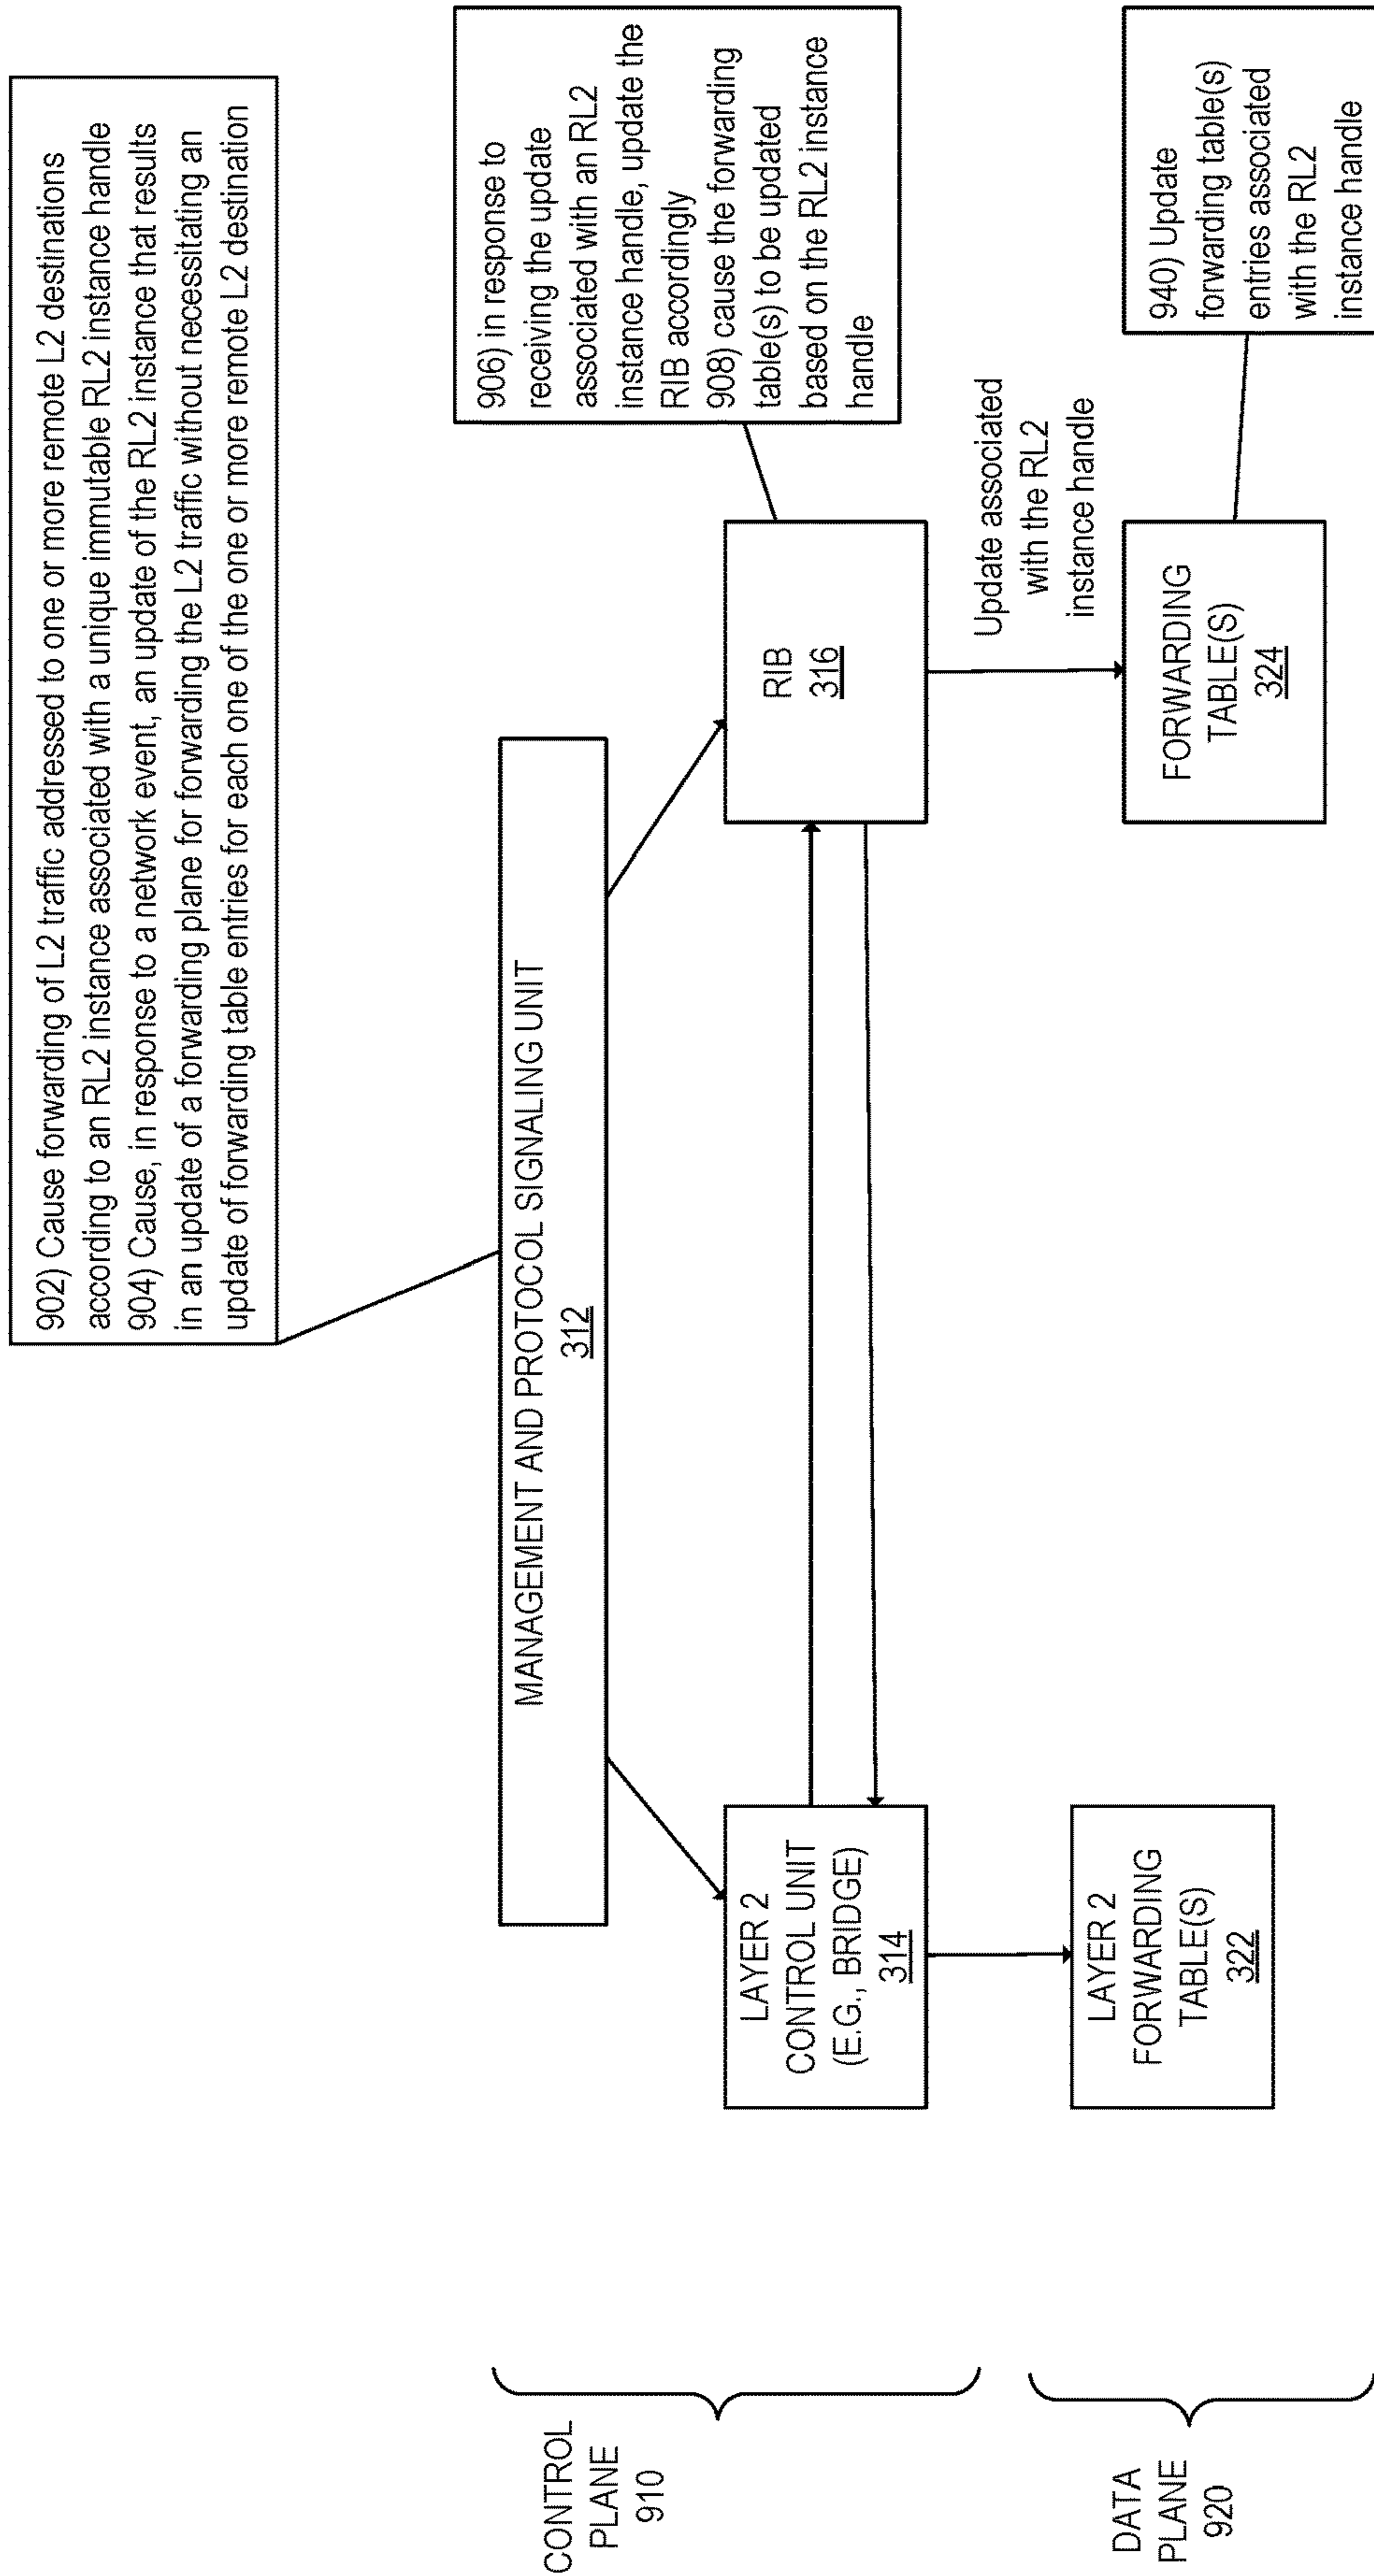 902) Cause forwarding of L2 traffic addressed to one or more remote L2 destinations
according to an RL2 instance associated with a unique immutable RL2 instance handle
904) Cause, in response to a network event, an update of the RL2 instance that results
in an update of a forwarding plane for forwarding the L2 traffic without necessitating an
update of forwarding table entries for each one of the one or more remote L2 destination
CONTROL
PLANE
910
MANAGEMENT AND PROTOCOL SIGNALING UNIT
312
906) in response to
receiving the update
associated with an RL2
instance handle, update the
RIB accordingly
908) cause the forwarding
table(s) to be updated
based on the RL2 instance
handle
LAYER 2
CONTROL UNIT
(E.G., BRIDGE)
314
RIB
316
Update associated
with the RL2
instance handle
DATA
PLANE
920
LAYER 2
FORWARDING
TABLE(S)
322
FORWARDING
TABLE(S)
324
940) Update
forwarding table(s)
entries associated
with the RL2
instance handle